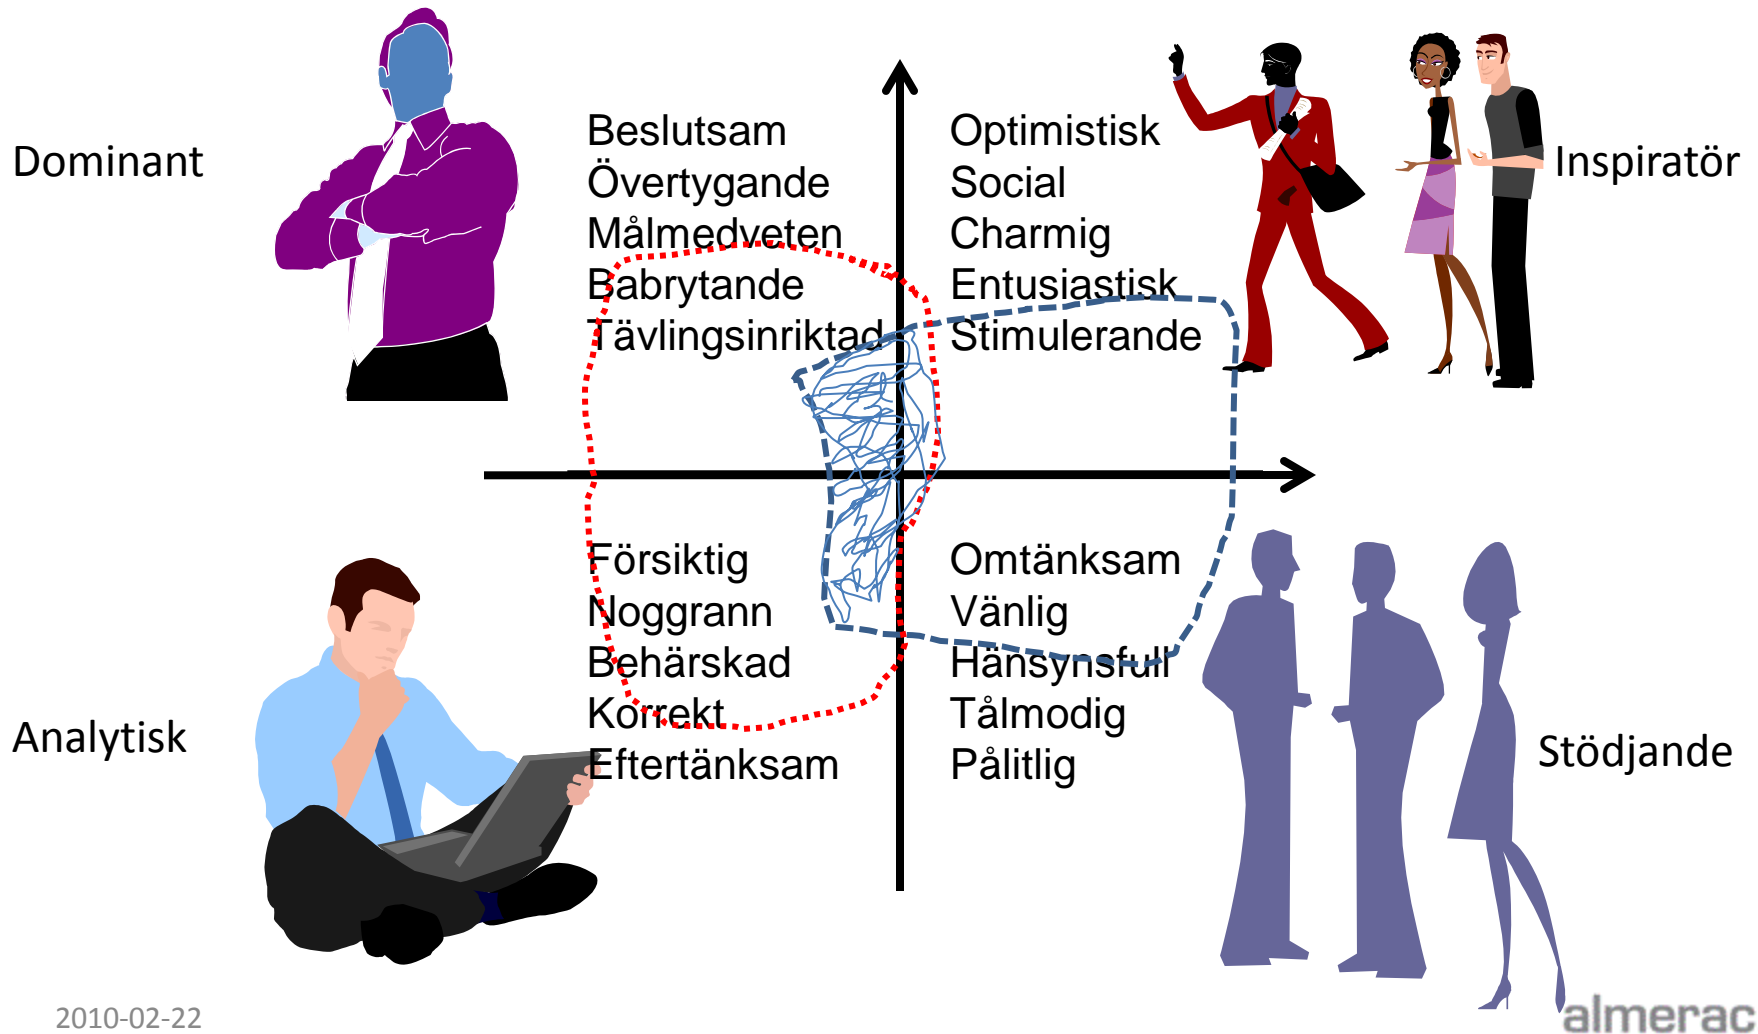 Dominant
Beslutsam
Övertygande
Målmedveten
Babrytande
Tävlingsinriktad
Optimistisk
Social
Charmig
Entusiastisk
Stimulerande
Inspiratör
Analytisk
Försiktig
Noggrann
Behärskad
Korrekt
Eftertänksam
Omtänksam
Vänlig
Hänsynsfull
Tålmodig
Pålitlig
Stödjande
2010-02-22
almerac